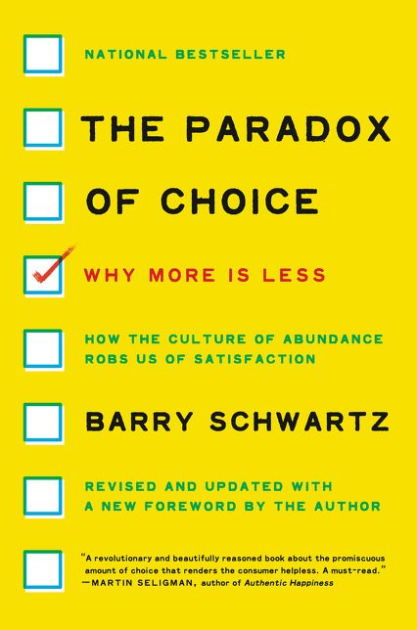 NATIONAL BESTSELLER
THE PARADOX
OF CHOICE
WHY MORE IS LESS
HOW THE CULTURE OF ABUNDANCE
ROBS US OF SATISFACTION
BARRY SCHWARTZ
REVISED AND UPDATED WITH
A NEW FOREWORD BY THE AUTHOR
“A revolutionary and beautifully reasoned book about the promiscuous
amount of choice that renders the consumer helpless. A must-read.”
—MARTIN SELIGMAN, author of Authentic Happiness